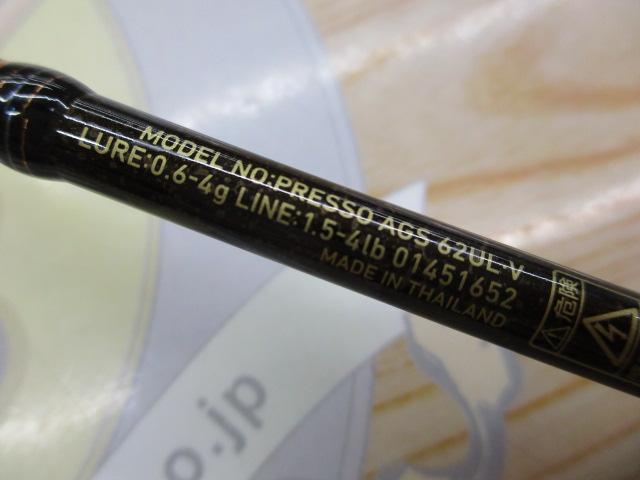 MODEL NO:PRESSO AGS 62UL-V
LURE:0.6-4g LINE:1.5-4lb 01451652
MADE IN THAILAND
危険
o.jp